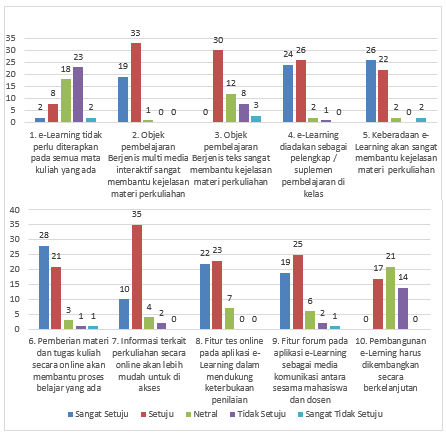 35
30
25
20
15
10
5
0
2 8 18 23 2
19 33 1 0 0
0 30 12 8 3
24 26 2 1 0
26 22 2 0 2
1. e-Learning tidak
perlu diterapkan
pada semua mata
kuliah yang ada
2. Objek
pembelajaran
Berjenis multi media
interaktif sangat
membantu kejelasan
materi perkuliahan
3. Objek
pembelajaran
Berjenis teks sangat
membantu kejelasan
materi perkuliahan
4. e-Learning
diadakan sebagai
pelengkap /
suplemen
pembelajaran di
kelas
5. Keberadaan e-
Learning akan sangat
membantu kejelasan
materi perkuliahan
40
35
30
25
20
15
10
5
0
28 21 3 1 1
10 35 4 2 0
22 23 7 0 0
19 25 6 2 1
0 17 21 14 0
6. Pemberian materi
dan tugas kuliah
secara online akan
membantu proses
belajar yang ada
7. Informasi terkait
perkuliahan secara
online akan lebih
mudah untuk di
akses
8. Fitur tes online
pada aplikasi e-
Learning dalam
mendukung
keterbukaan
penilaian
9. Fitur forum pada
aplikasi e-Learning
sebagai media
komunikasi antara
sesama mahasiswa
dan dosen
10. Pembangunan
e-Lerning harus
dikembangkan
secara
berkelanjutan
Sangat Setuju Setuju Netral Tidak Setuju Sangat Tidak Setuju